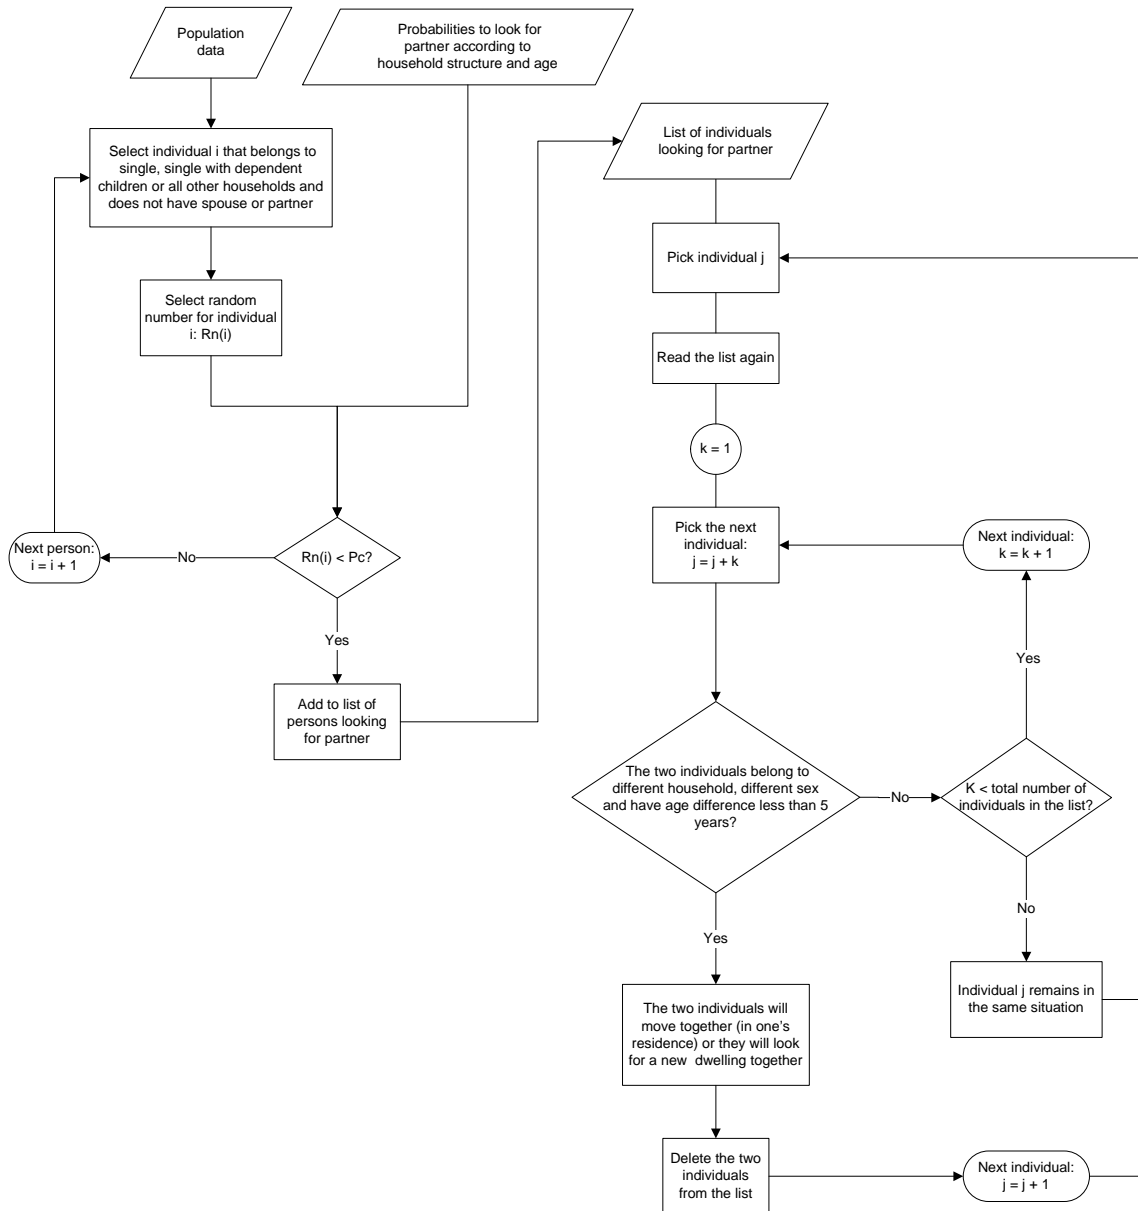 Population
data
Probabilities to look for
partner according to
household structure and age
Select individual i that belongs to
single, single with dependent
children or all other households and
does not have spouse or partner
Select random
number for individual
i: Rn(i)
Next person:
i = i + 1
No
Rn(i) < Pc?
Yes
Add to list of
persons looking
for partner
List of individuals
looking for partner
Pick individual j
Read the list again
k = 1
Pick the next
individual:
j = j + k
Next individual:
k = k + 1
Yes
The two individuals belong to
different household, different sex
and have age difference less than 5
years?
No
K < total number of
individuals in the list?
No
Yes
Individual j remains in
the same situation
The two individuals will
move together (in one's
residence) or they will look
for a new dwelling together
Delete the two
individuals
from the list
Next individual:
j = j + 1